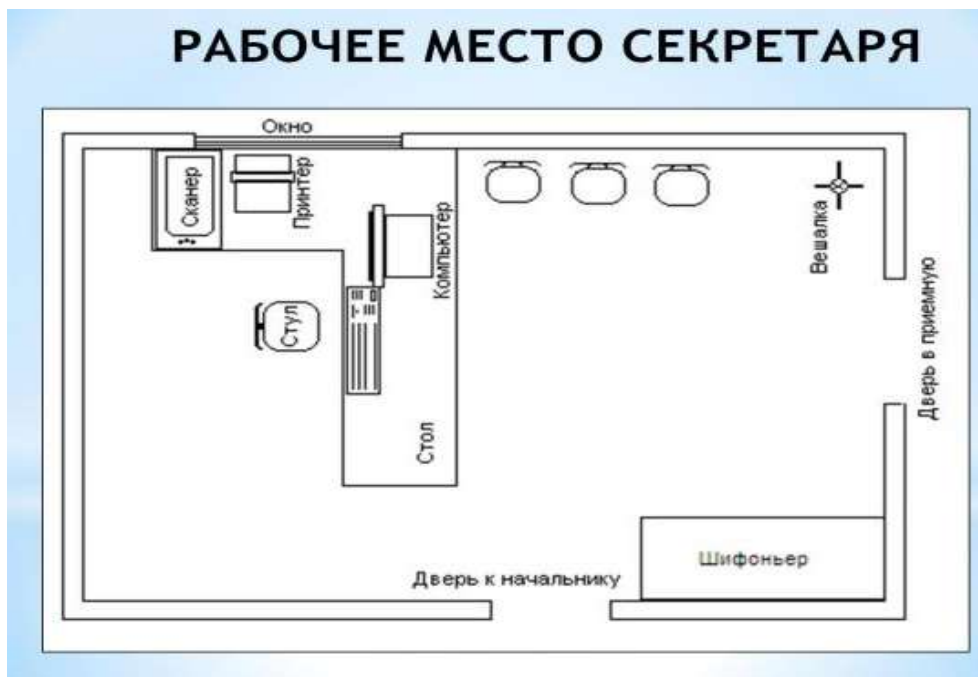 РАБОЧЕЕ МЕСТО СЕКРЕТАРЯ
Окно
Сканер
Принтер
Компьютер
Вешалка
Стул
Дверь в приемную
Стол
Шифоньер
Дверь к начальнику